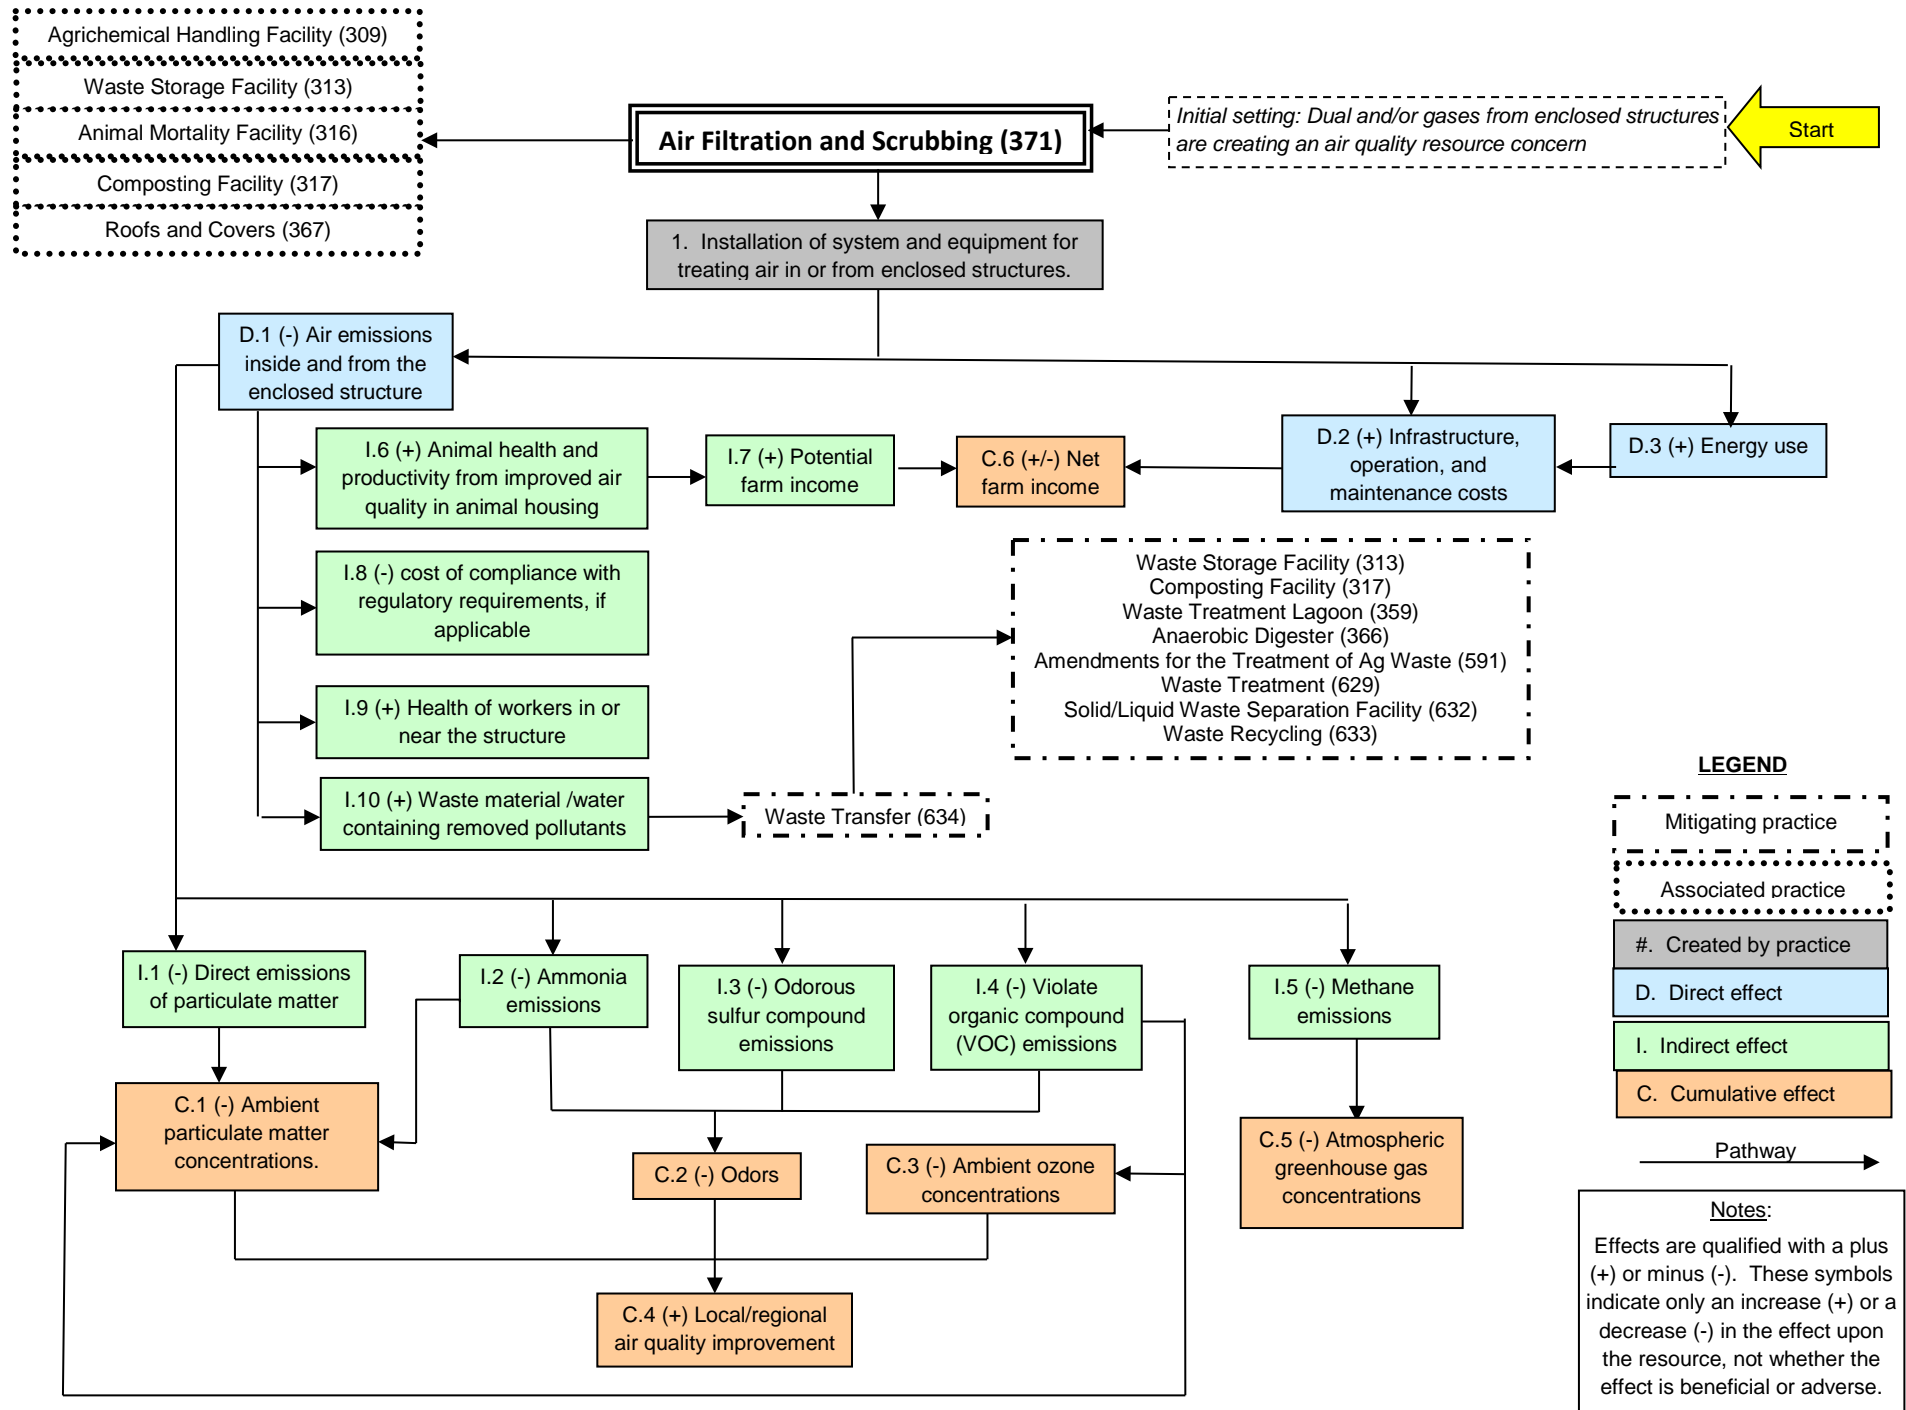 Agrichemical Handling Facility (309)
Waste Storage Facility (313)
Animal Mortality Facility (316)
Composting Facility (317)
Roofs and Covers (367)
Air Filtration and Scrubbing (371)
Initial setting: Dual and/or gases from enclosed structures
are creating an air quality resource concern
Start
1. Installation of system and equipment for
treating air in or from enclosed structures.
D.1 (-) Air emissions
inside and from the
enclosed structure
I.6 (+) Animal health and
productivity from improved air
quality in animal housing
I.7 (+) Potential
farm income
C.6 (+/-) Net
farm income
D.2 (+) Infrastructure,
operation, and
maintenance costs
D.3 (+) Energy use
I.8 (-) cost of compliance with
regulatory requirements, if
applicable
I.9 (+) Health of workers in or
near the structure
I.10 (+) Waste material /water
containing removed pollutants
Waste Transfer (634)
Waste Storage Facility (313)
Composting Facility (317)
Waste Treatment Lagoon (359)
Anaerobic Digester (366)
Amendments for the Treatment of Ag Waste (591)
Waste Treatment (629)
Solid/Liquid Waste Separation Facility (632)
Waste Recycling (633)
I.1 (-) Direct emissions
of particulate matter
I.2 (-) Ammonia
emissions
I.3 (-) Odorous
sulfur compound
emissions
I.4 (-) Violate
organic compound
(VOC) emissions
I.5 (-) Methane
emissions
C.1 (-) Ambient
particulate matter
concentrations.
C.2 (-) Odors
C.3 (-) Ambient ozone
concentrations
C.5 (-) Atmospheric
greenhouse gas
concentrations
C.4 (+) Local/regional
air quality improvement
LEGEND
Mitigating practice
Associated practice
#. Created by practice
D. Direct effect
I. Indirect effect
C. Cumulative effect
Pathway
Notes:
Effects are qualified with a plus
(+) or minus (-). These symbols
indicate only an increase (+) or a
decrease (-) in the effect upon
the resource, not whether the
effect is beneficial or adverse.